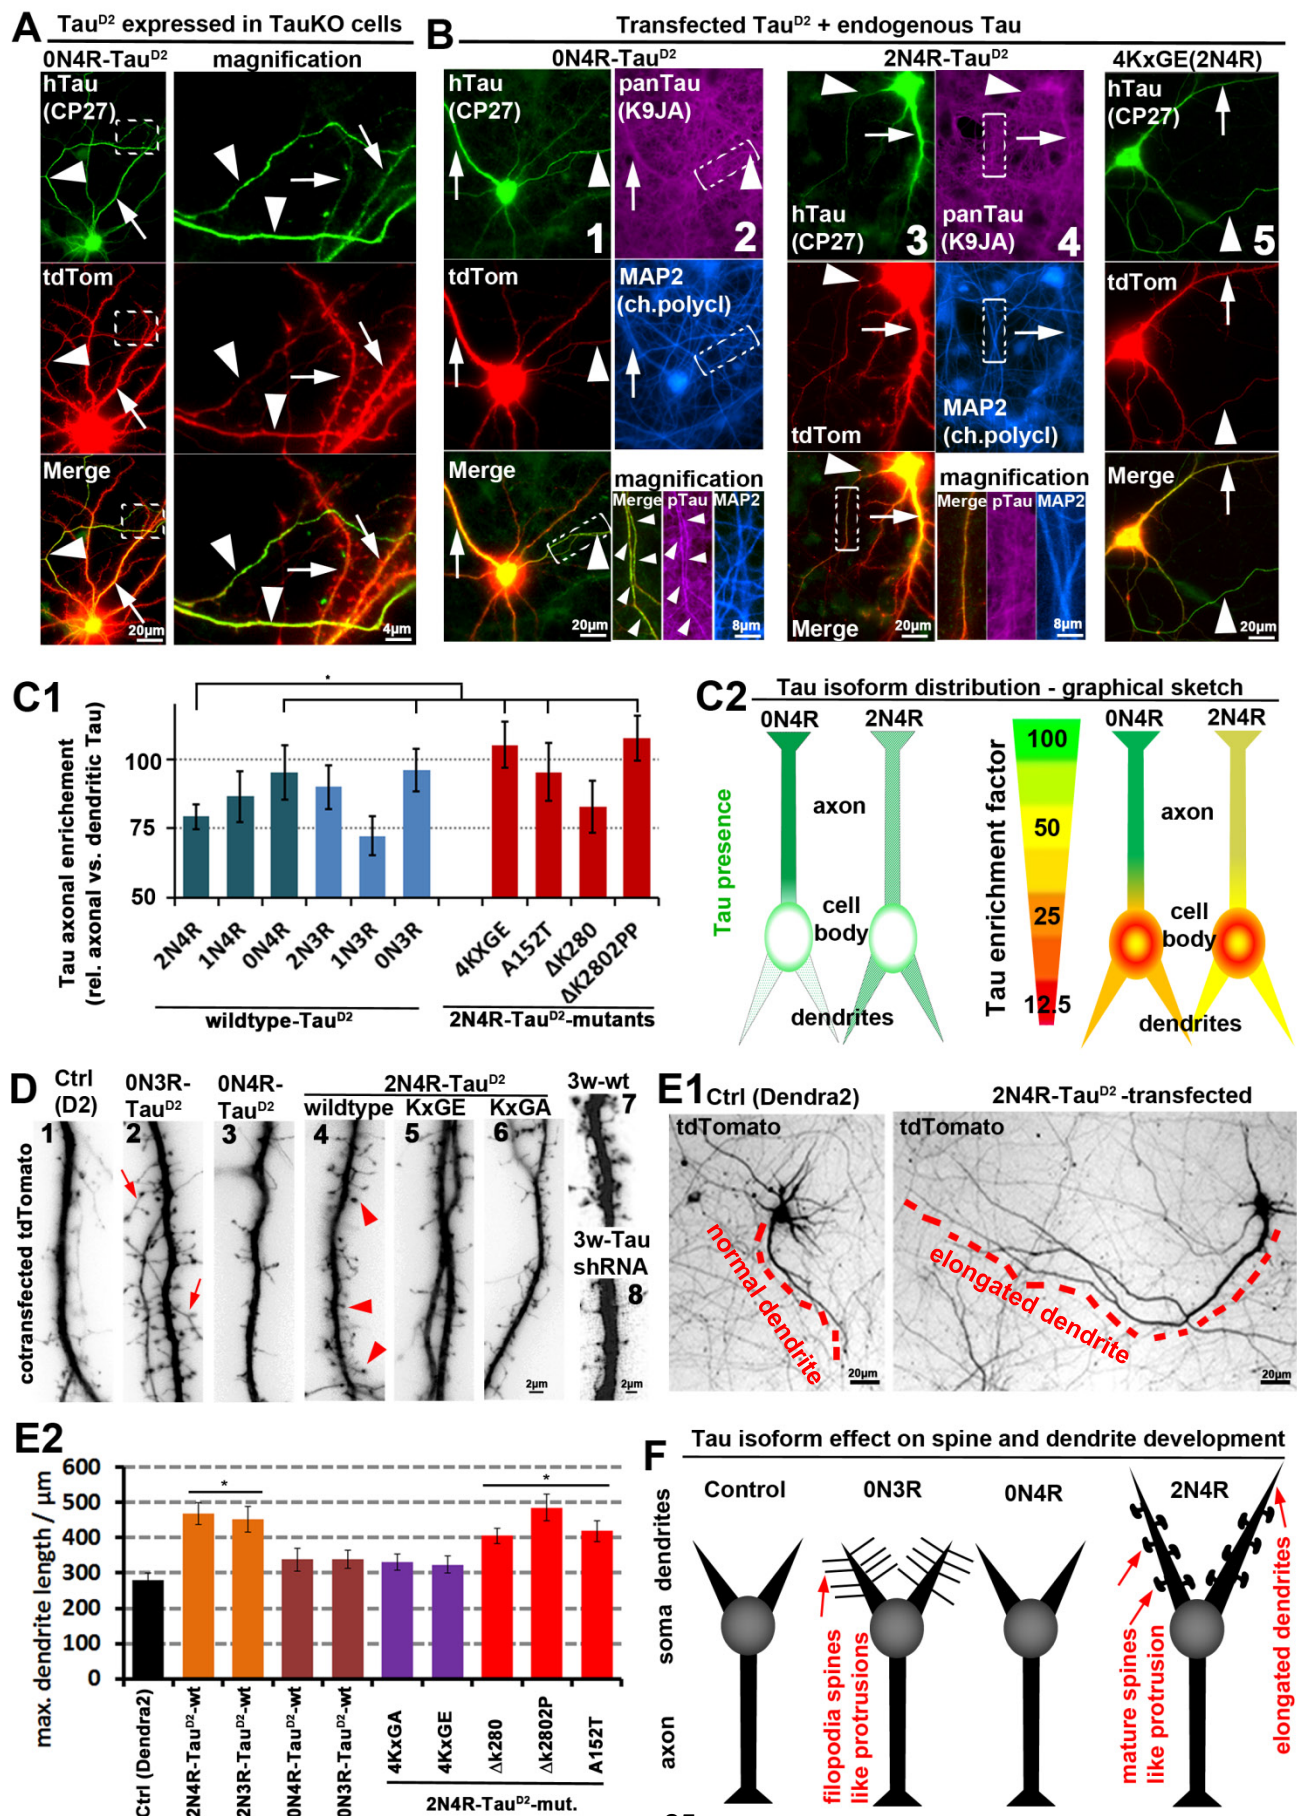 A
Tau^D2 expressed in TauKO cells
0N4R-Tau^D2
magnification
hTau
(CP27)
tdTom
Merge
20µm
4µm
B
Transfected Tau^D2 + endogenous Tau
0N4R-Tau^D2
2N4R-Tau^D2
4KxGE(2N4R)
hTau
(CP27)
1
panTau
(K9JA)
2
hTau
(CP27)
3
panTau
(K9JA)
4
hTau
(CP27)
5
tdTom
MAP2
(ch.polycl)
tdTom
MAP2
(ch.polycl)
tdTom
Merge
20µm
magnification
Merge
pTau
MAP2
8µm
Merge
20µm
magnification
Merge
pTau
MAP2
8µm
Merge
20µm
C1
Tau axonal enrichement
(rel. axonal vs. dendritic Tau)
*
100
75
50
2N4R
1N4R
0N4R
2N3R
1N3R
0N3R
4KXGE
A152T
ΔK280
ΔK2802PP
wildtype-Tau^D2
2N4R-Tau^D2-mutants
C2
Tau isoform distribution - graphical sketch
0N4R
2N4R
0N4R
2N4R
Tau presence
axon
cell
body
dendrites
Tau enrichment factor
100
50
25
12.5
axon
cell
body
dendrites
D
cotransfected tdTomato
Ctrl
(D2)
1
0N3R-
Tau^D2
2
0N4R-
Tau^D2
3
2N4R-Tau^D2
wildtype
KxGE
KxGA
4
5
6
2µm
3w-wt
7
3w-Tau
shRNA
8
2µm
E1
Ctrl (Dendra2)
2N4R-Tau^D2 -transfected
tdTomato
normal dendrite
20µm
tdTomato
elongated dendrite
20µm
E2
max. dendrite length / µm
600
500
400
300
200
100
0
*
*
Ctrl (Dendra2)
2N4R-Tau^D2-wt
2N3R-Tau^D2-wt
0N4R-Tau^D2-wt
0N3R-Tau^D2-wt
4KxGA
4KxGE
Δk280
Δk2802P
A152T
2N4R-Tau^D2-mut.
F
Tau isoform effect on spine and dendrite development
Control
0N3R
0N4R
2N4R
soma dendrites
axon
filopodia spines
like protrusions
mature spines
like protrusion
elongated dendrites